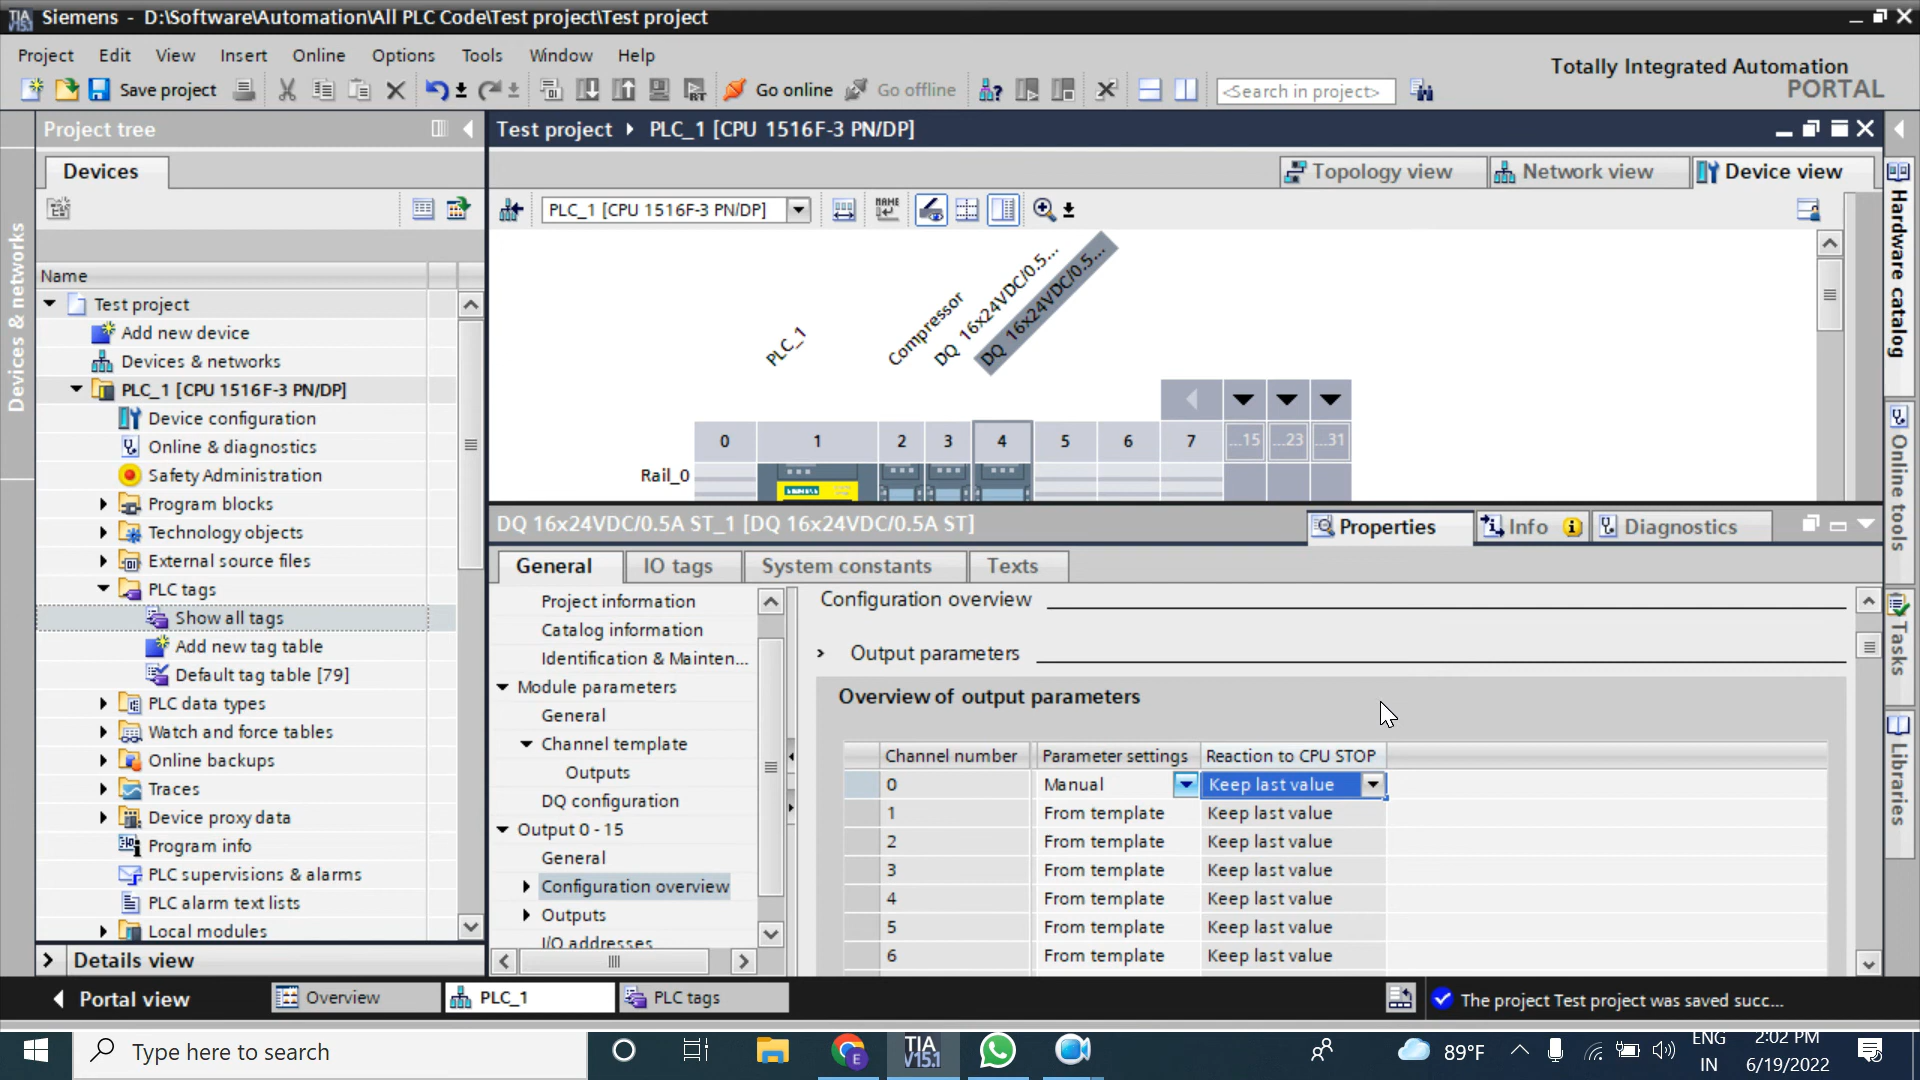 TIA V15.1 Siemens - D:\Software\Automation\All PLC Code\Test project\Test project
Project Edit View Insert Online Options Tools Window Help
Totally Integrated Automation
PORTAL
Save project Go online Go offline <Search in project>
Project tree
Test project PLC_1 [CPU 1516F-3 PN/DP]
Devices
Topology view Network view Device view
PLC_1 [CPU 1516F-3 PN/DP]
Devices & networks
Name
Test project
Add new device
Devices & networks
PLC_1 [CPU 1516F-3 PN/DP]
Device configuration
Online & diagnostics
Safety Administration
Program blocks
Technology objects
External source files
PLC tags
Show all tags
Add new tag table
Default tag table [79]
PLC data types
Watch and force tables
Online backups
Traces
Device proxy data
Program info
PLC supervisions & alarms
PLC alarm text lists
Local modules
Details view
PLC_1
Compressor
DQ 16x24VDC/0.5...
DQ 16x24VDC/0.5...
0 1 2 3 4 5 6 7 ...15 ...23 ...31
Rail_0
SIEMENS
DQ 16x24VDC/0.5A ST_1 [DQ 16x24VDC/0.5A ST]
Properties Info Diagnostics
General IO tags System constants Texts
Project information
Catalog information
Identification & Mainten...
Module parameters
General
Channel template
Outputs
DQ configuration
Output 0 - 15
General
Configuration overview
Outputs
I/O addresses
Configuration overview
Output parameters
Overview of output parameters
Channel number Parameter settings Reaction to CPU STOP
0 Manual Keep last value
1 From template Keep last value
2 From template Keep last value
3 From template Keep last value
4 From template Keep last value
5 From template Keep last value
6 From template Keep last value
Hardware catalog
Online tools
Tasks
Libraries
Portal view Overview PLC_1 PLC tags The project Test project was saved succ...
Type here to search
TIA
V15.1
89°F
ENG
IN
2:02 PM
6/19/2022